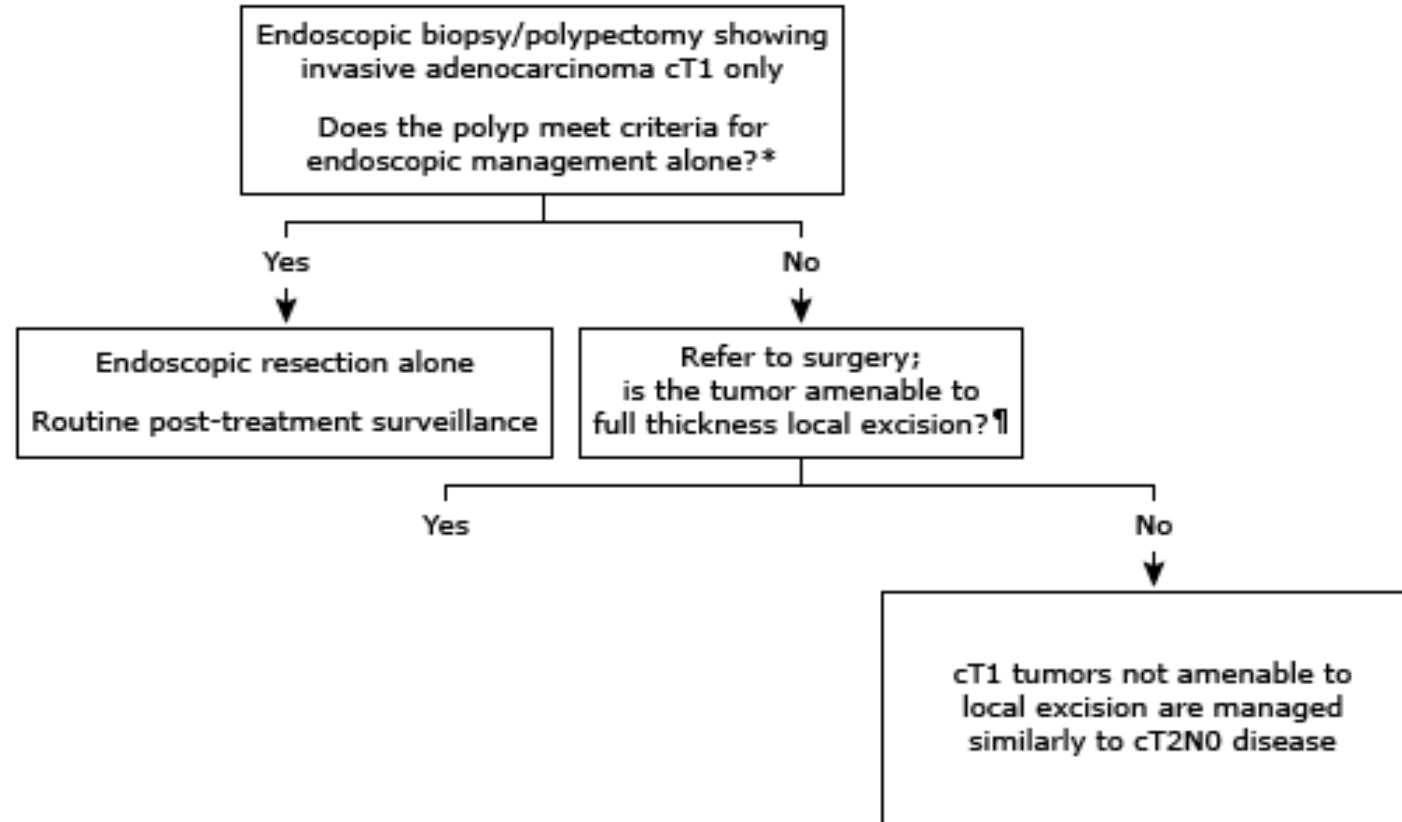 Endoscopic biopsy/polypectomy showing
invasive adenocarcinoma cT1 only
Does the polyp meet criteria for
endoscopic management alone?*
Yes
No
Endoscopic resection alone
Routine post-treatment surveillance
Refer to surgery;
is the tumor amenable to
full thickness local excision?¶
Yes
No
cT1 tumors not amenable to
local excision are managed
similarly to cT2N0 disease